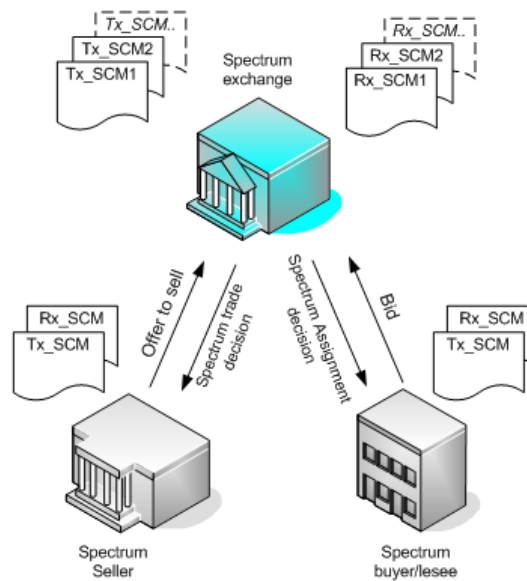 Tx_SCM..
Tx_SCM2
Tx_SCM1
Rx_SCM..
Rx_SCM2
Rx_SCM1
Spectrum
exchange
Offer to sell
Spectrum trade
decision
Spectrum Assignment
decision
Bid
Rx_SCM
Tx_SCM
Rx_SCM
Tx_SCM
Spectrum
Seller
Spectrum
buyer/lesee